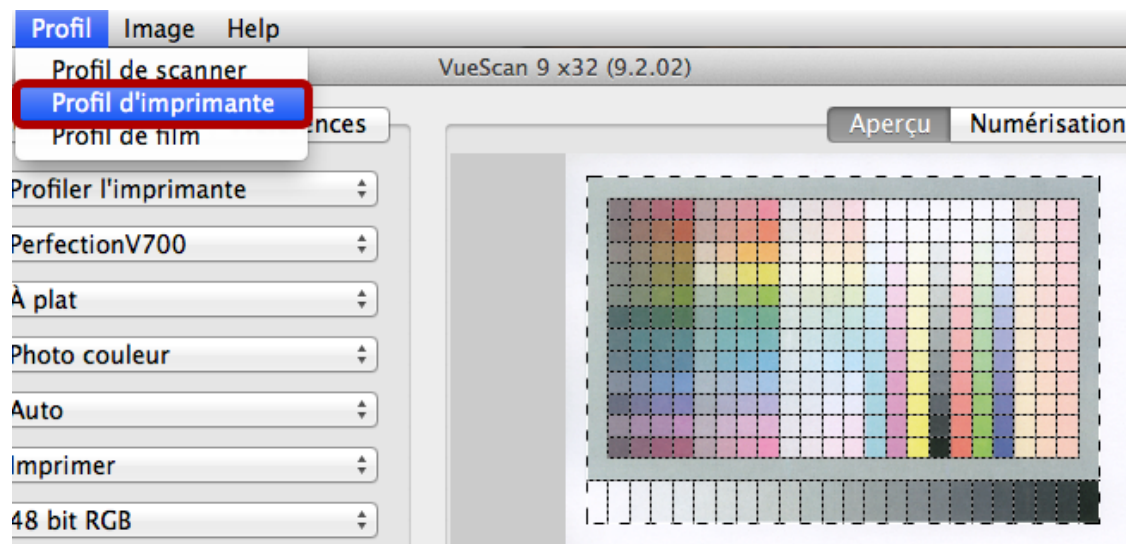 Profil Image Help
Profil de scanner
VueScan 9 x32 (9.2.02)
Profil d'imprimante
Profil de film
Aperçu Numérisation
Profiler l'imprimante
PerfectionV700
À plat
Photo couleur
Auto
Imprimer
48 bit RGB